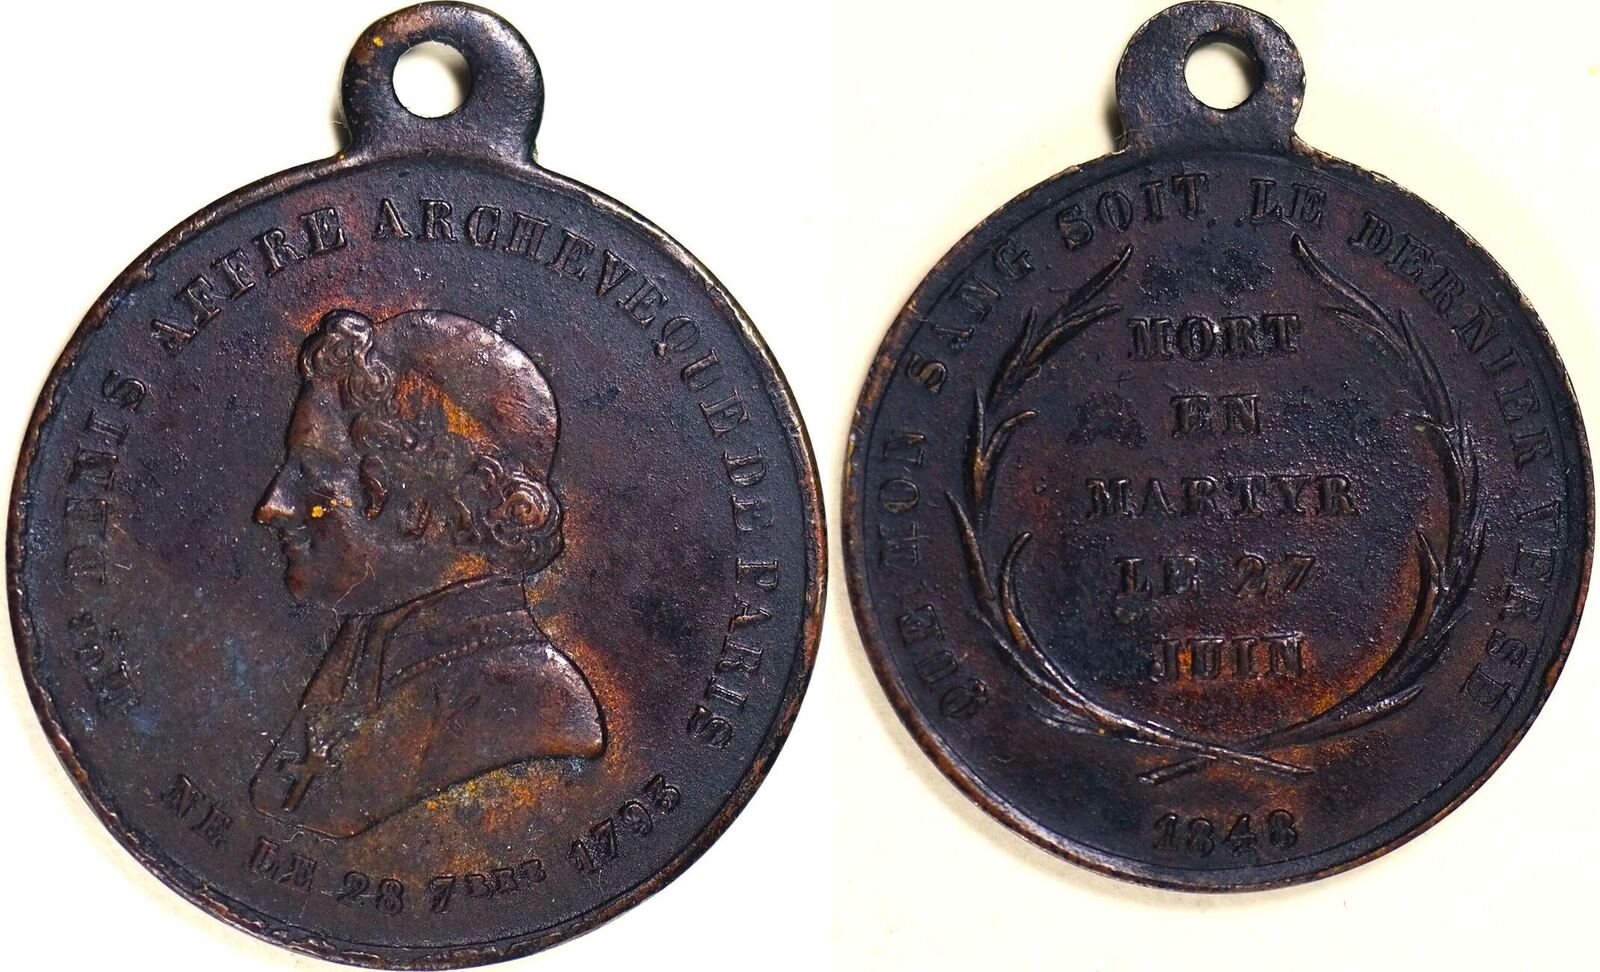 MGR DENIS AFFRE ARCHEVEQUE DE PARIS
NE LE 28 7BRE 1793
QUE MON SANG SOIT LE DERNIER VERSE
MORT
EN
MARTYR
LE 27
JUIN
1848